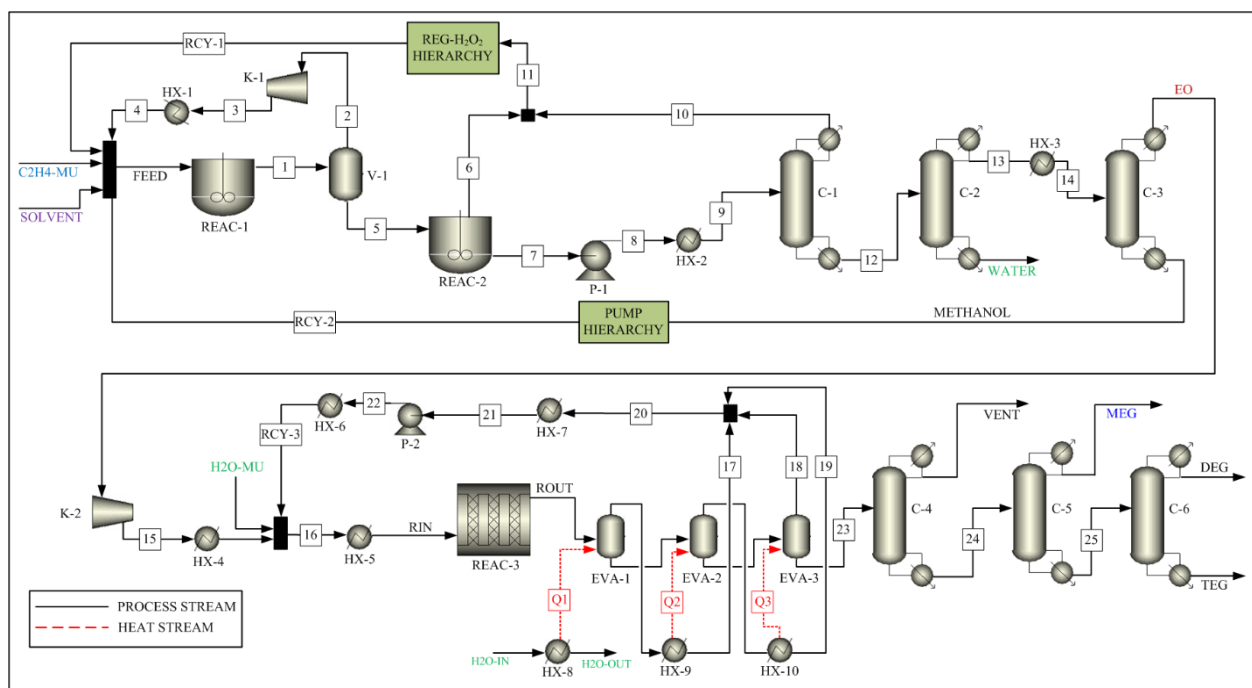 RCY-1
REG-H₂O₂
HIERARCHY
K-1
11
EO
HX-1
4
3
2
10
C2H4-MU
FEED
1
V-1
6
C-1
C-2
13
HX-3
14
C-3
SOLVENT
REAC-1
5
9
7
8
HX-2
12
WATER
REAC-2
P-1
RCY-2
PUMP
HIERARCHY
METHANOL
HX-6
22
21
20
VENT
MEG
P-2
HX-7
RCY-3
17
18
19
H2O-MU
DEG
K-2
ROUT
C-4
C-5
C-6
15
16
RIN
23
24
25
HX-4
HX-5
REAC-3
EVA-1
EVA-2
EVA-3
TEG
PROCESS STREAM
HEAT STREAM
Q1
Q2
Q3
H2O-IN
H2O-OUT
HX-8
HX-9
HX-10